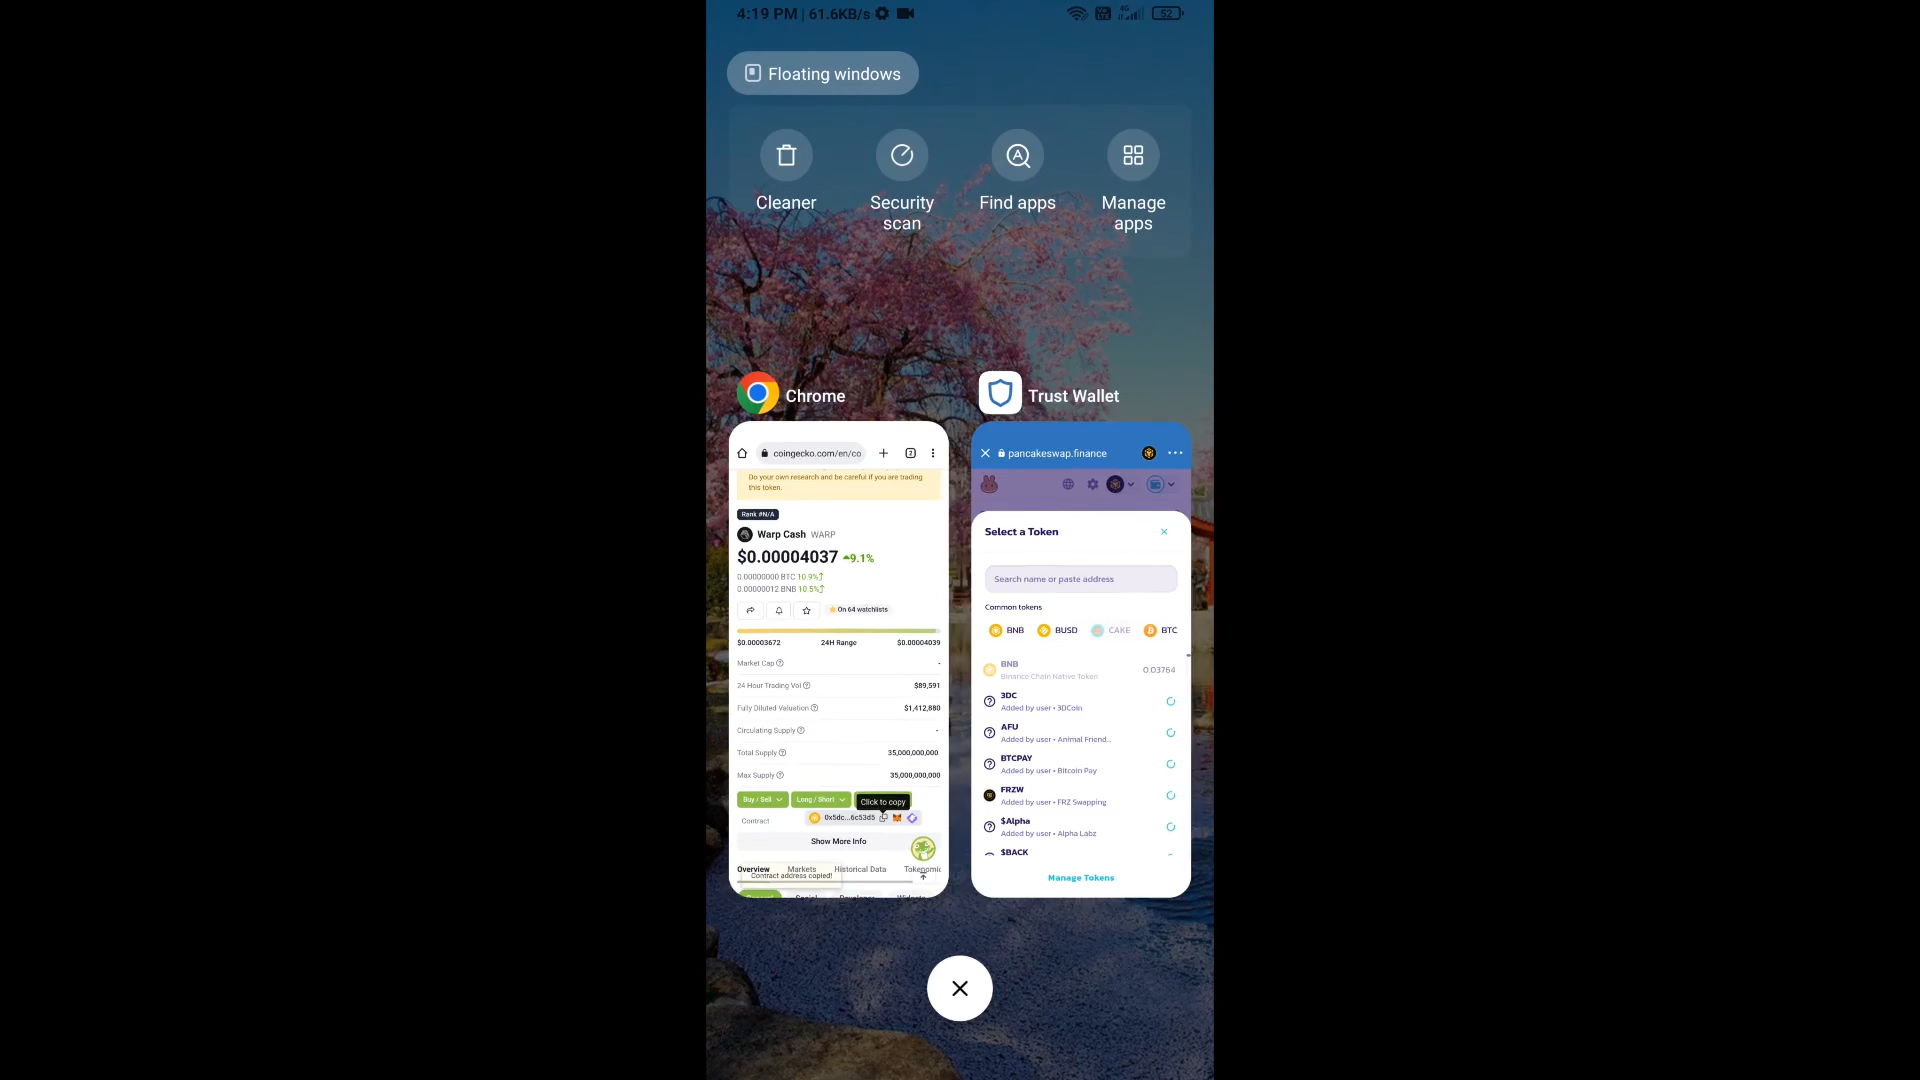 4:19 PM | 61.6KB/s
4G
52
Floating windows
Cleaner
Security scan
Find apps
Manage apps
Chrome
Trust Wallet
coingecko.com/en/co
2
Do your own research and be careful if you are trading
this token.
Rank #N/A
Warp Cash WARP
$0.00004037 9.1%
0.00000000 BTC 10.9%
0.00000012 BNB 10.5%
On 64 watchlists
$0.00003672 24H Range $0.00004039
Market Cap -
24 Hour Trading Vol $89,591
Fully Diluted Valuation $1,412,880
Circulating Supply -
Total Supply 35,000,000,000
Max Supply 35,000,000,000
Buy / Sell Long / Short Click to copy
Contract 0x5dc...6c53d5
Show More Info
Overview Markets Historical Data Tokenomic
Contract address copied!
pancakeswap.finance
Select a Token
Search name or paste address
Common tokens
BNB BUSD CAKE BTC
BNB
Binance Chain Native Token 0.03764
3DC
Added by user • 3DCoin
AFU
Added by user • Animal Friend..
BTCPAY
Added by user • Bitcoin Pay
FRZW
Added by user • FRZ Swapping
$Alpha
Added by user • Alpha Labz
$BACK
Manage Tokens